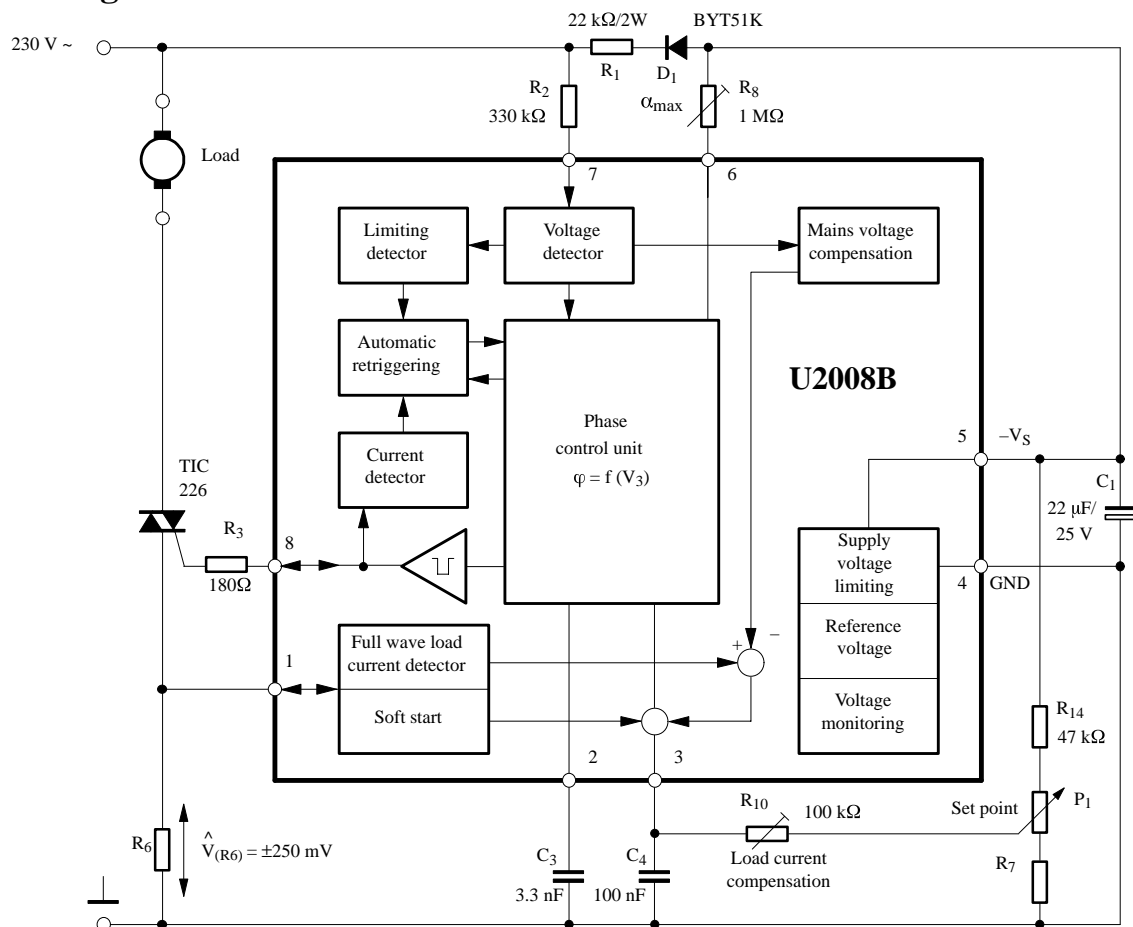 230 V ~
22 kΩ/2W
BYT51K
R1
D1
R2
330 kΩ
αmax
R8
1 MΩ
Load
7
6
Limiting
detector
Voltage
detector
Mains voltage
compensation
Automatic
retriggering
U2008B
Phase
control unit
φ = f (V3)
Current
detector
5
–VS
C1
22 μF/
25 V
TIC
226
R3
180Ω
8
Supply
voltage
limiting
4
GND
Reference
voltage
Voltage
monitoring
Full wave load
current detector
Soft start
1
+
–
R14
47 kΩ
2
3
R10
100 kΩ
Set point
P1
Load current
compensation
R7
R6
V̂(R6) = ±250 mV
C3
3.3 nF
C4
100 nF